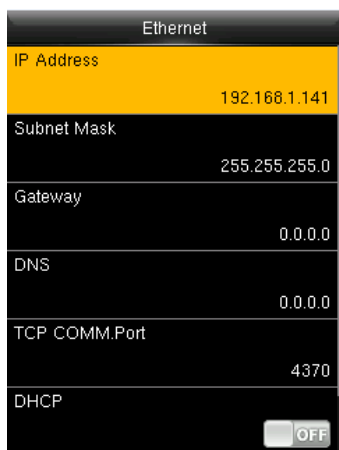 Ethernet
IP Address
192.168.1.141
Subnet Mask
255.255.255.0
Gateway
0.0.0.0
DNS
0.0.0.0
TCP COMM.Port
4370
DHCP
OFF